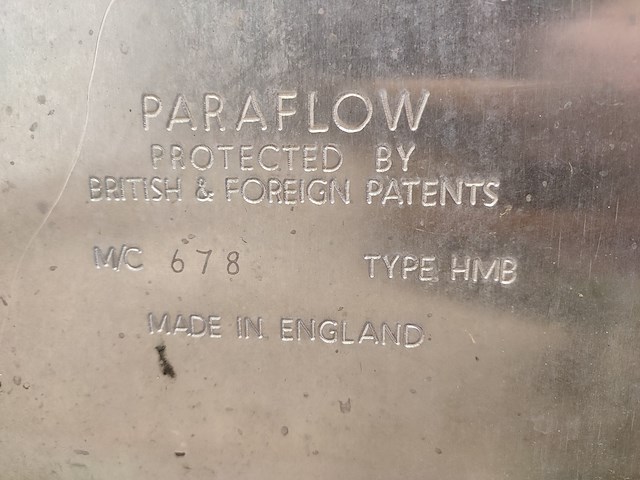 PARAFLOW
PROTECTED BY
BRITISH & FOREIGN PATENTS
M/C 678 TYPE HMB
MADE IN ENGLAND